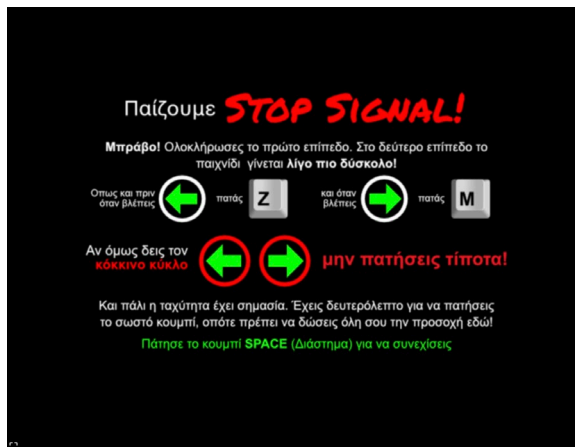 Παίζουμε STOP SIGNAL!
Μπράβο! Ολοκλήρωσες το πρώτο επίπεδο. Στο δεύτερο επίπεδο το
παιχνίδι γίνεται λίγο πιο δύσκολο!
Οπως και πριν
όταν βλέπεις
πατάς
Z
και όταν
βλέπεις
πατάς
M
Αν όμως δεις τον
κόκκινο κύκλο
μην πατήσεις τίποτα!
Και πάλι η ταχύτητα έχει σημασία. Έχεις δευτερόλεπτο για να πατήσεις
το σωστό κουμπί, οπότε πρέπει να δώσεις όλη σου την προσοχή εδώ!
Πάτησε το κουμπί SPACE (Διάστημα) για να συνεχίσεις